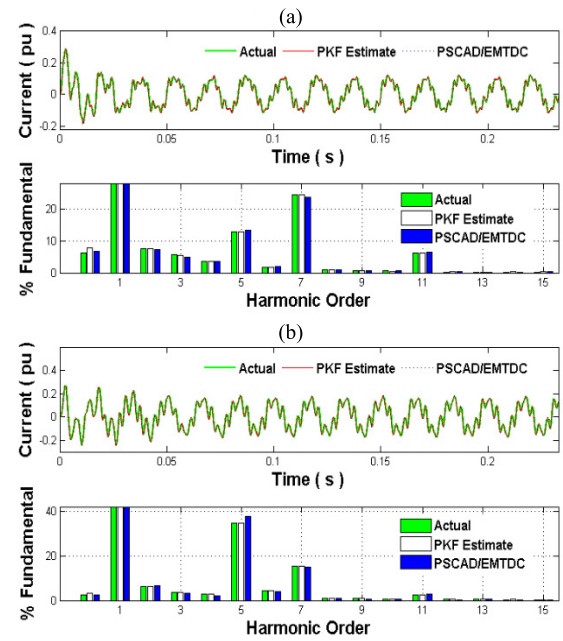 (a)
Actual PKF Estimate PSCAD/EMTDC
Current ( pu )
0.2
0
-0.2
0 0.05 0.1 0.15 0.2
Time ( s )
% Fundamental
20
10
0
Actual
PKF Estimate
PSCAD/EMTDC
1 3 5 7 9 11 13 15
Harmonic Order
(b)
Actual PKF Estimate PSCAD/EMTDC
Current ( pu )
0.4
0.2
0
-0.2
0 0.05 0.1 0.15 0.2
Time ( s )
% Fundamental
40
20
0
Actual
PKF Estimate
PSCAD/EMTDC
1 3 5 7 9 11 13 15
Harmonic Order